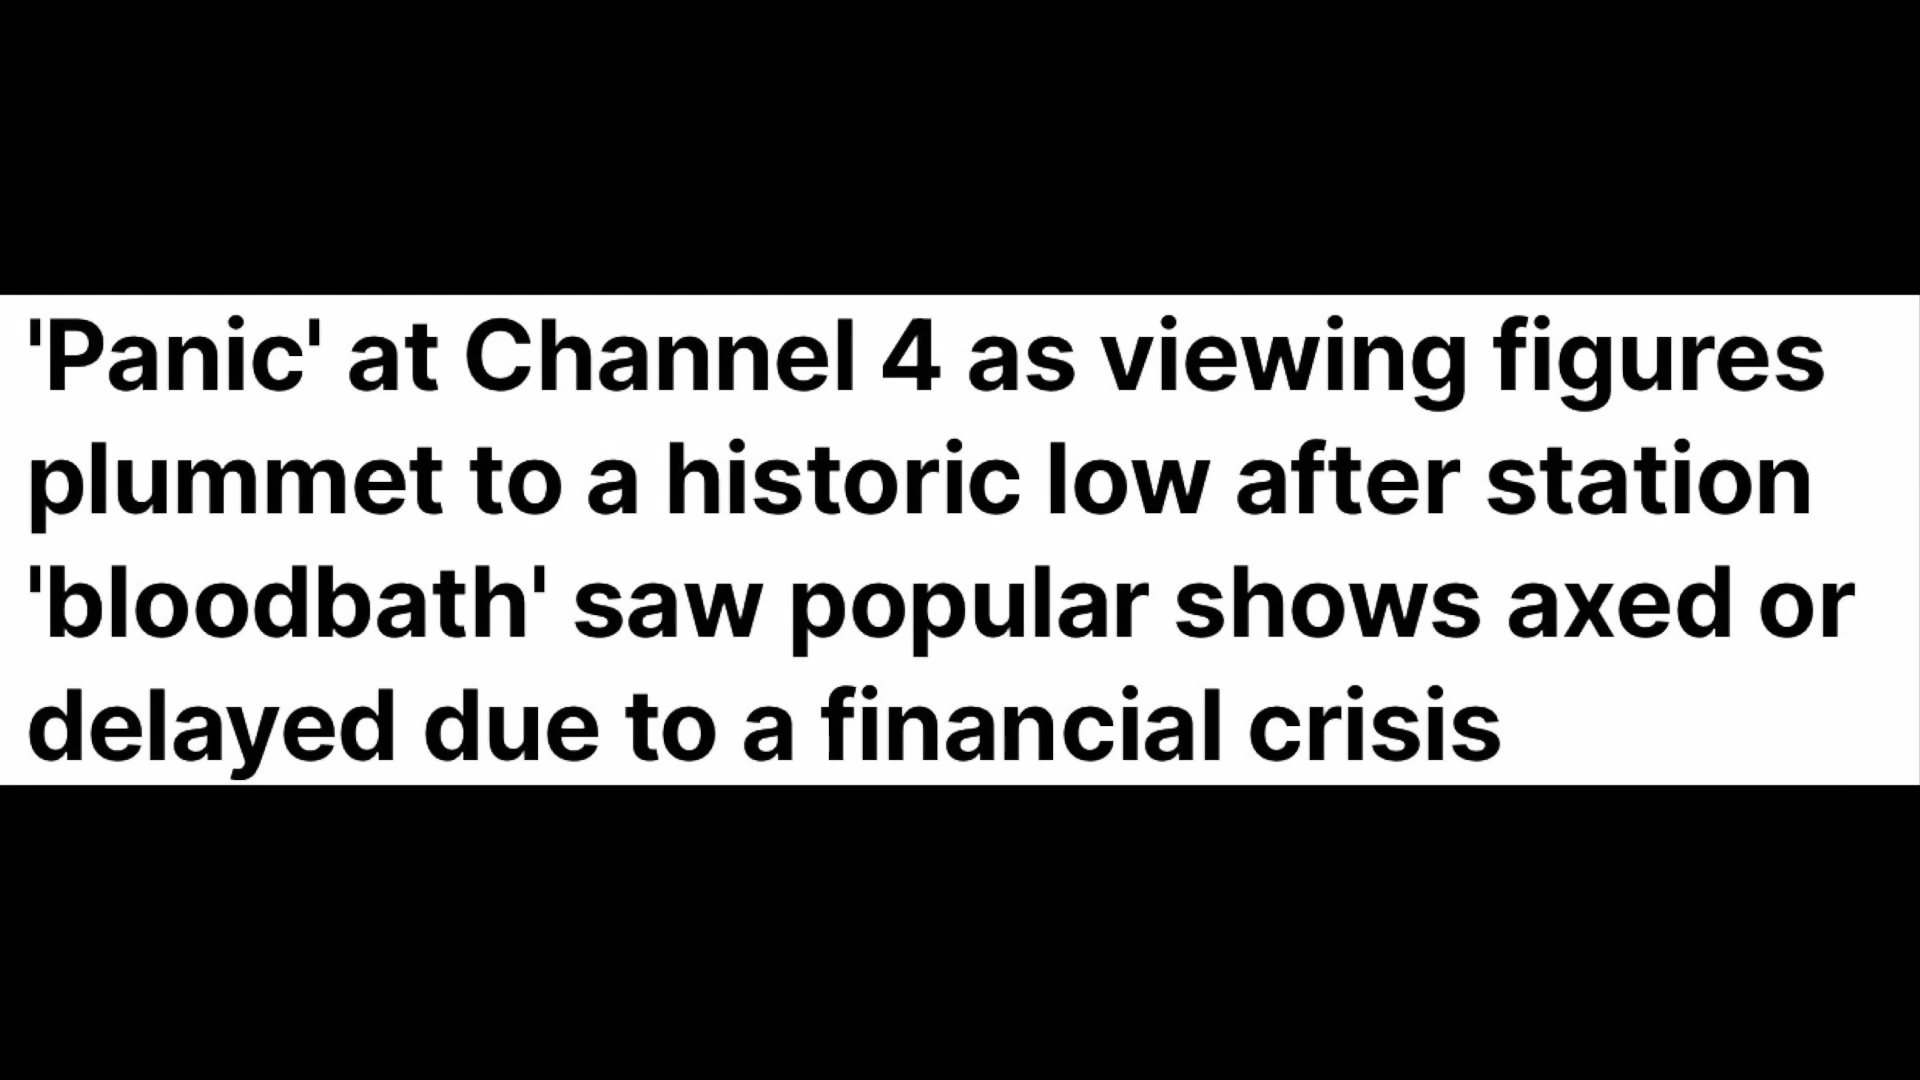 'Panic' at Channel 4 as viewing figures
plummet to a historic low after station
'bloodbath' saw popular shows axed or
delayed due to a financial crisis